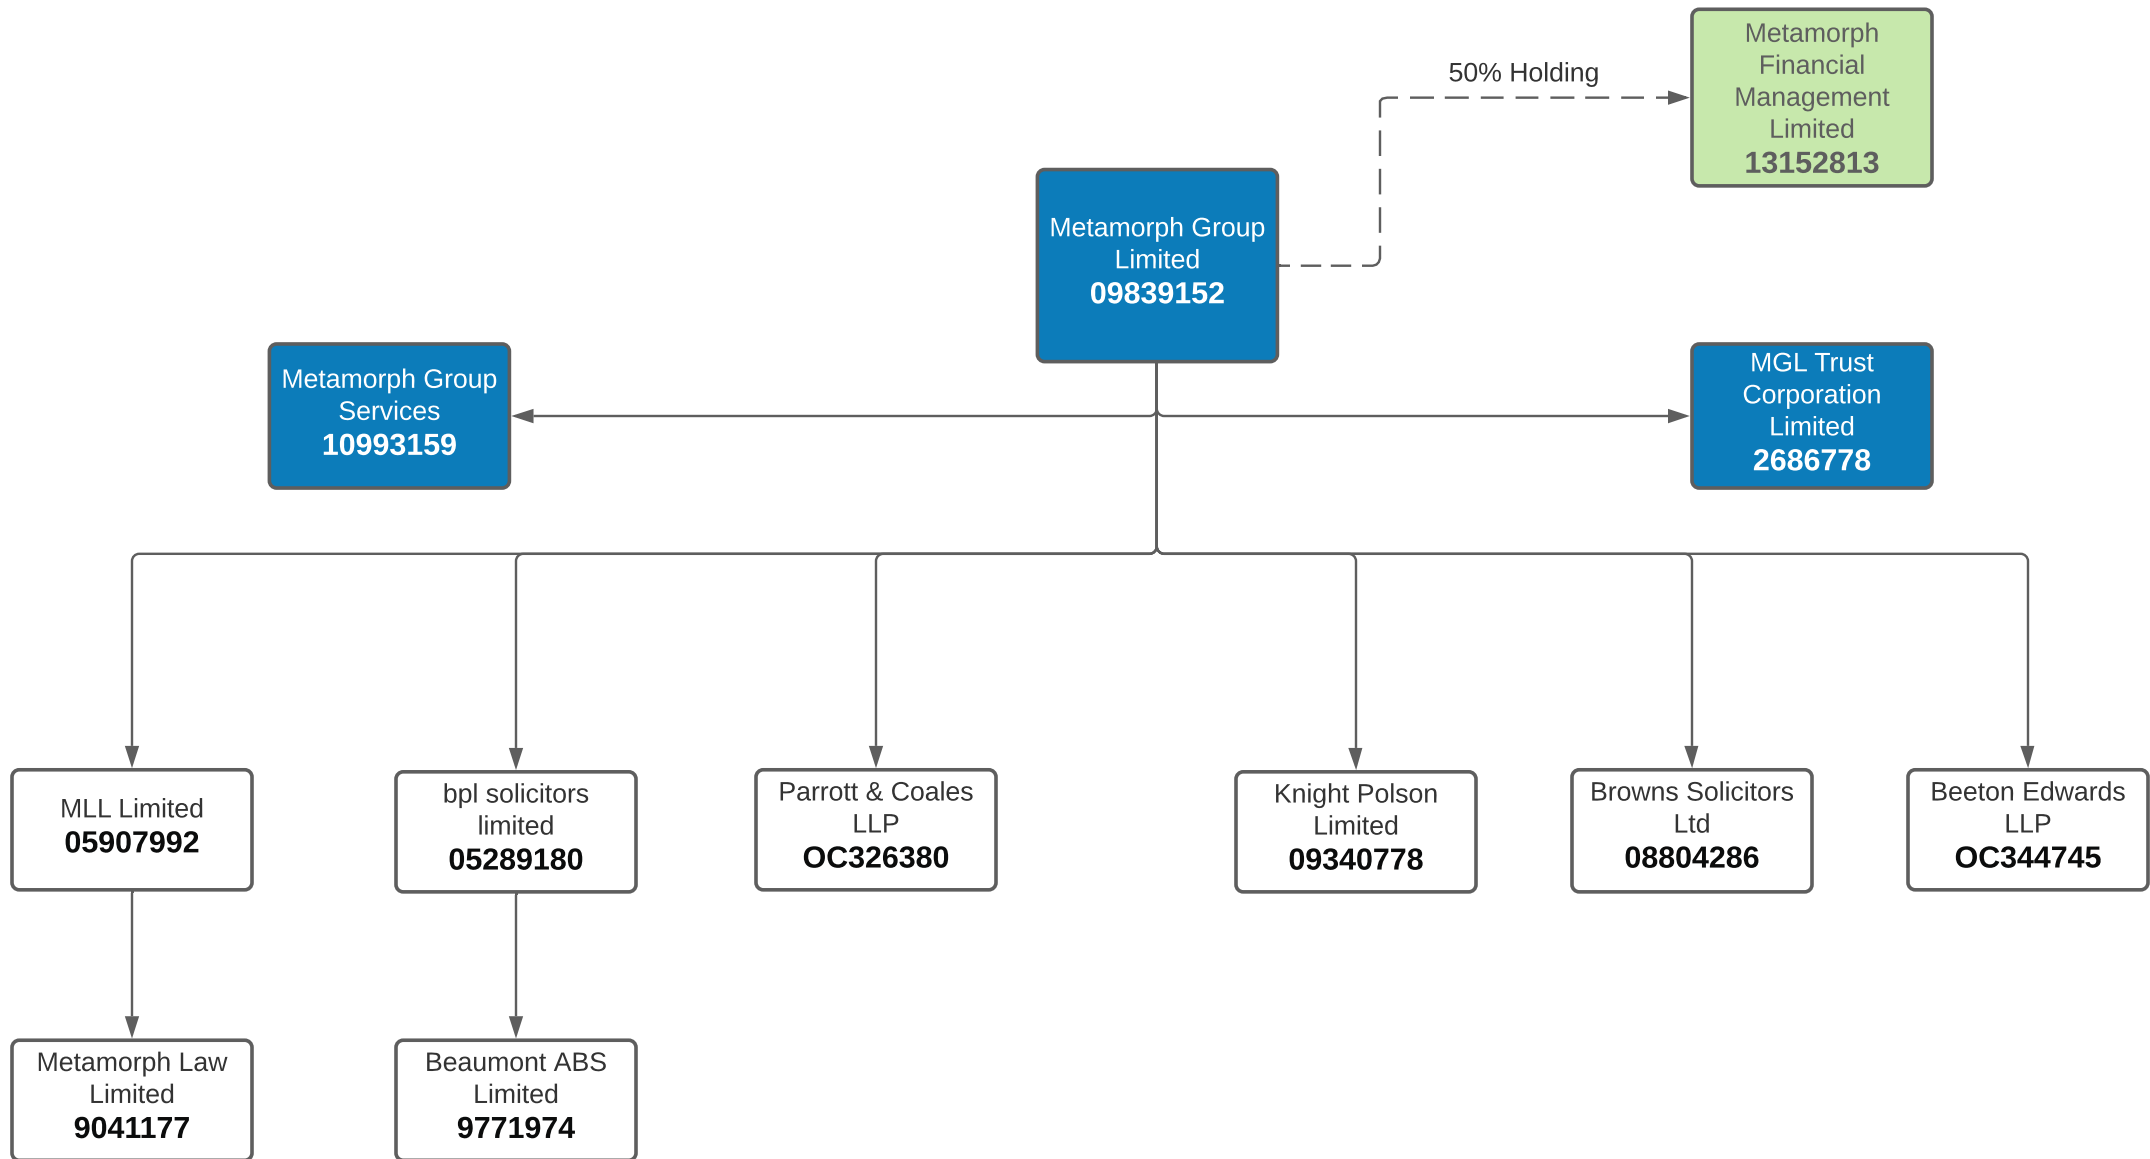 Metamorph
Financial
Management
Limited
13152813
50% Holding
Metamorph Group
Limited
09839152
Metamorph Group
Services
10993159
MGL Trust
Corporation
Limited
2686778
MLL Limited
05907992
bpl solicitors
limited
05289180
Parrott & Coales
LLP
OC326380
Knight Polson
Limited
09340778
Browns Solicitors
Ltd
08804286
Beeton Edwards
LLP
OC344745
Metamorph Law
Limited
9041177
Beaumont ABS
Limited
9771974